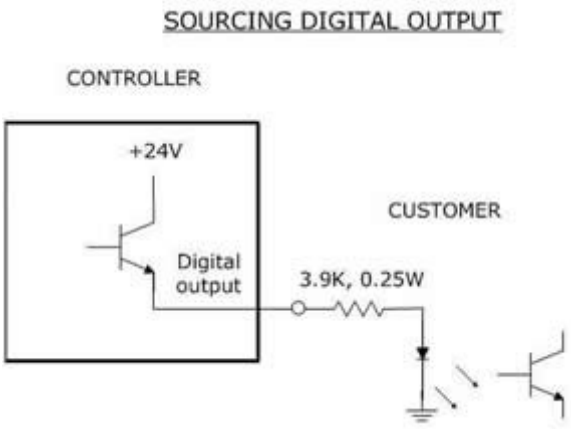 SOURCING DIGITAL OUTPUT
CONTROLLER
+24V
CUSTOMER
Digital
output
3.9K, 0.25W